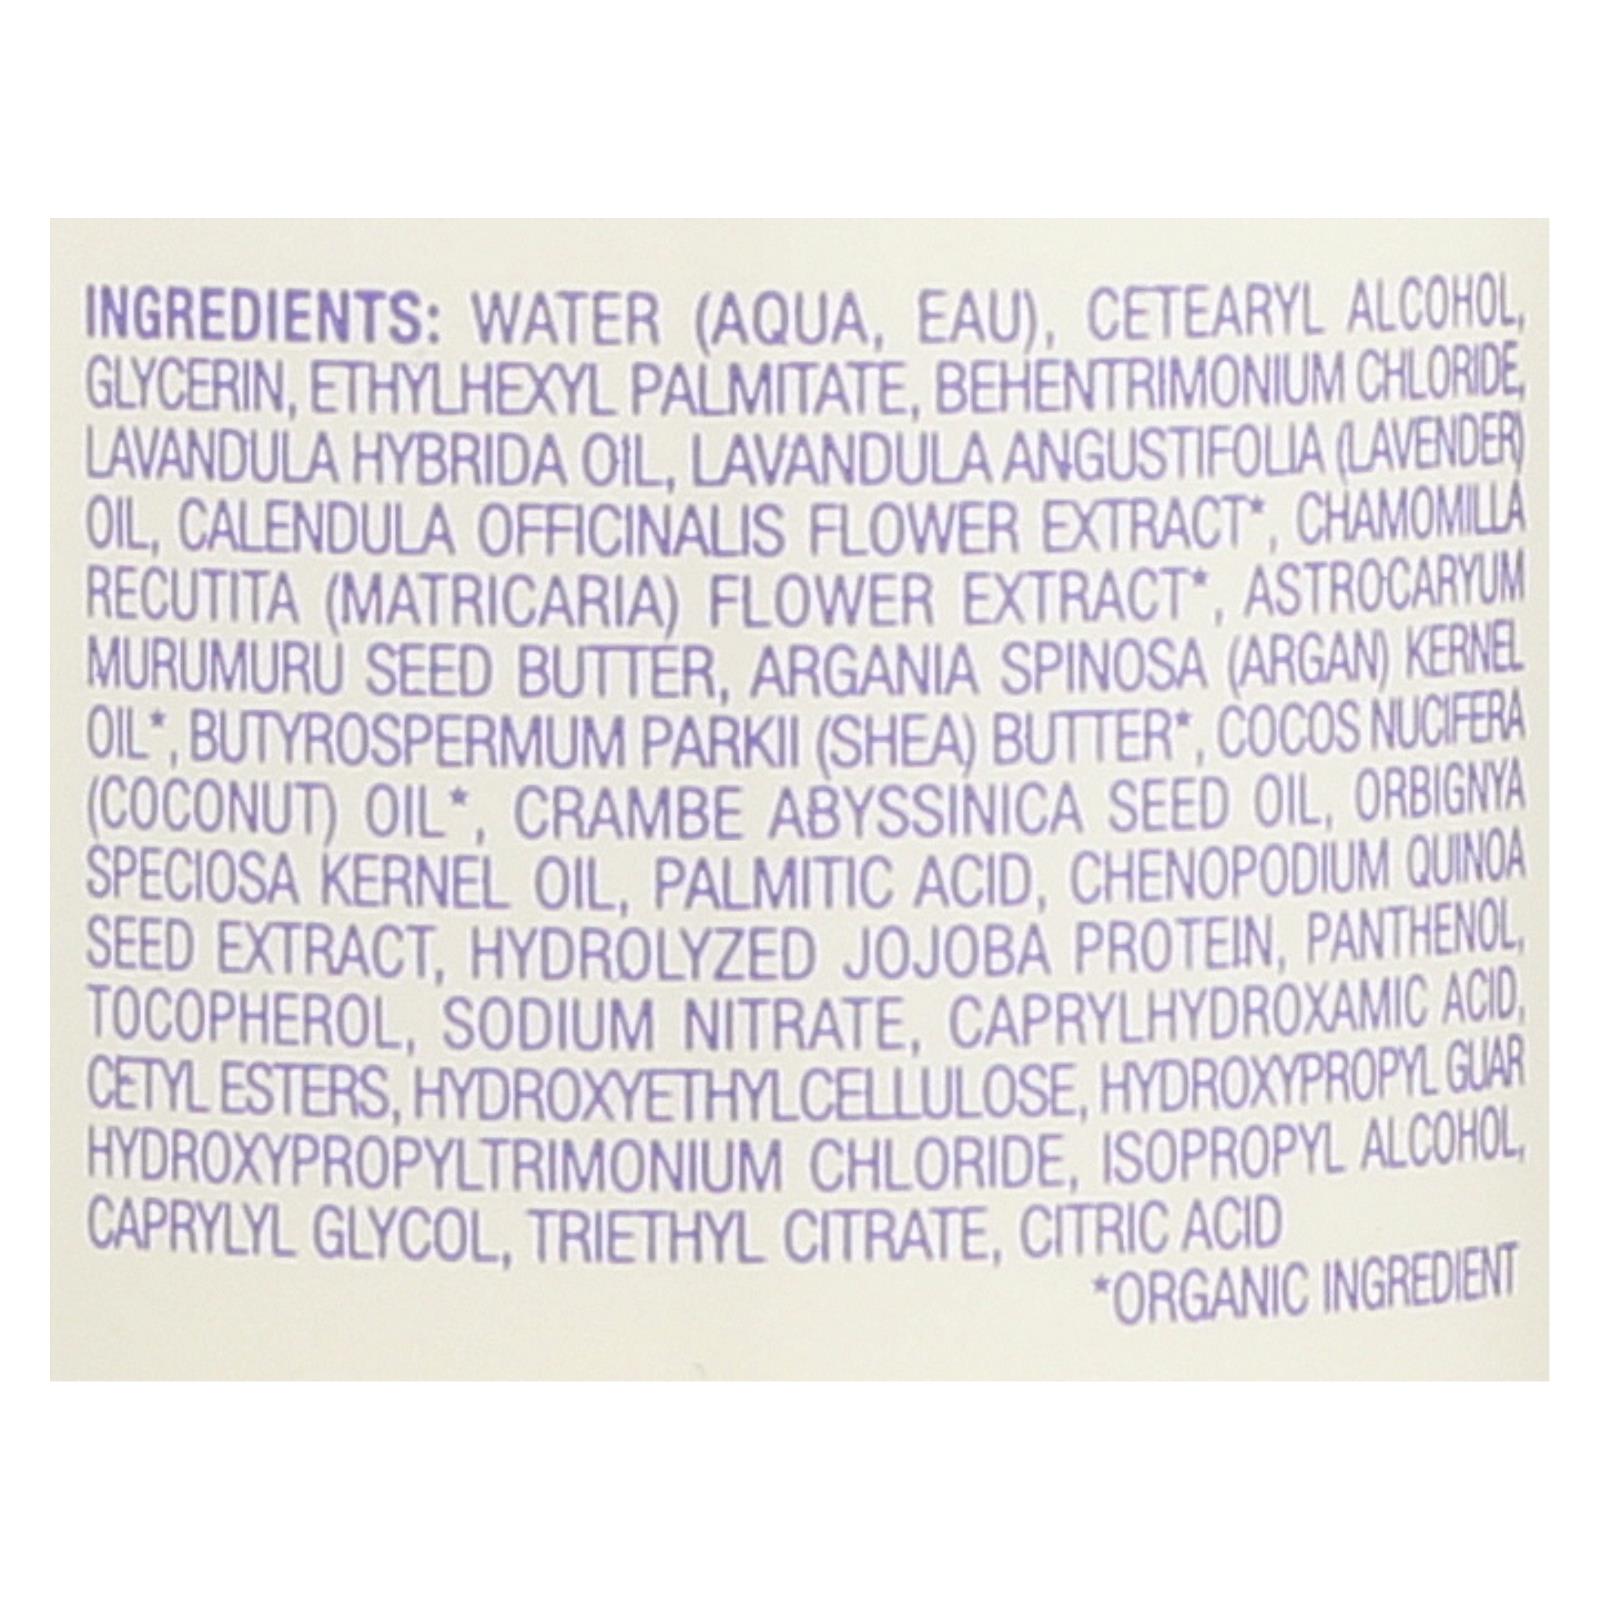 INGREDIENTS: WATER (AQUA, EAU), CETEARYL ALCOHOL,
GLYCERIN, ETHYLHEXYL PALMITATE, BEHENTRIMONIUM CHLORIDE,
LAVANDULA HYBRIDA OIL, LAVANDULA ANGUSTIFOLIA (LAVENDER)
OIL, CALENDULA OFFICINALIS FLOWER EXTRACT*, CHAMOMILLA
RECUTITA (MATRICARIA) FLOWER EXTRACT*, ASTROCARYUM
MURUMURU SEED BUTTER, ARGANIA SPINOSA (ARGAN) KERNEL
OIL*, BUTYROSPERMUM PARKII (SHEA) BUTTER*, COCOS NUCIFERA
(COCONUT) OIL*, CRAMBE ABYSSINICA SEED OIL, ORBIGNYA
SPECIOSA KERNEL OIL, PALMITIC ACID, CHENOPODIUM QUINOA
SEED EXTRACT, HYDROLYZED JOJOBA PROTEIN, PANTHENOL,
TOCOPHEROL, SODIUM NITRATE, CAPRYLHYDROXAMIC ACID,
CETYL ESTERS, HYDROXYETHYLCELLULOSE, HYDROXYPROPYL GUAR
HYDROXYPROPYLTRIMONIUM CHLORIDE, ISOPROPYL ALCOHOL,
CAPRYLYL GLYCOL, TRIETHYL CITRATE, CITRIC ACID
*ORGANIC INGREDIENT